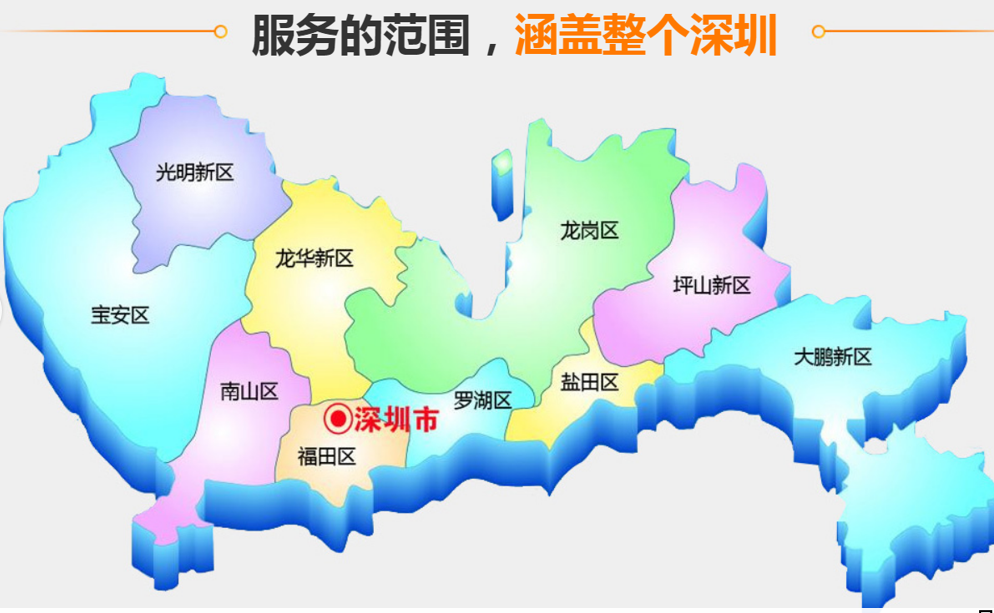 服务的范围，涵盖整个深圳
光明新区
龙岗区
龙华新区
坪山新区
宝安区
大鹏新区
盐田区
南山区
罗湖区
深圳市
福田区